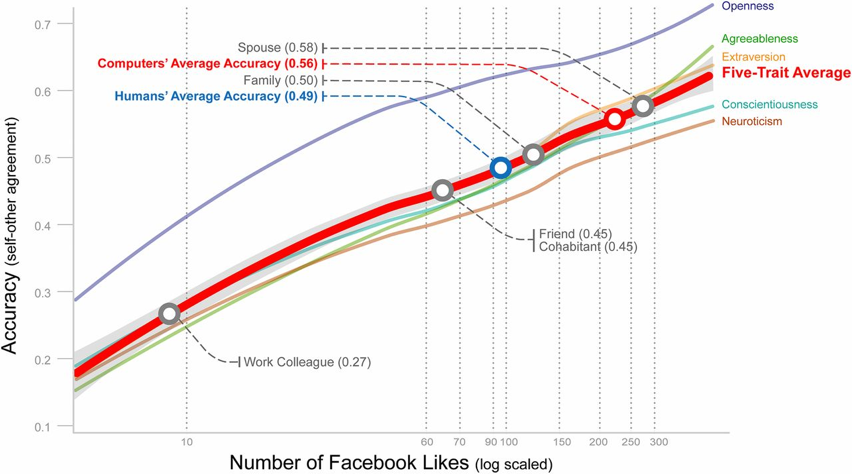 0.7
0.6
0.5
0.4
0.3
0.2
0.1
Accuracy (self-other agreement)
Spouse (0.58)
Computers’ Average Accuracy (0.56)
Family (0.50)
Humans’ Average Accuracy (0.49)
Friend (0.45)
Cohabitant (0.45)
Work Colleague (0.27)
Openness
Agreeableness
Extraversion
Five-Trait Average
Conscientiousness
Neuroticism
10 60 70 90 100 150 200 250 300
Number of Facebook Likes (log scaled)